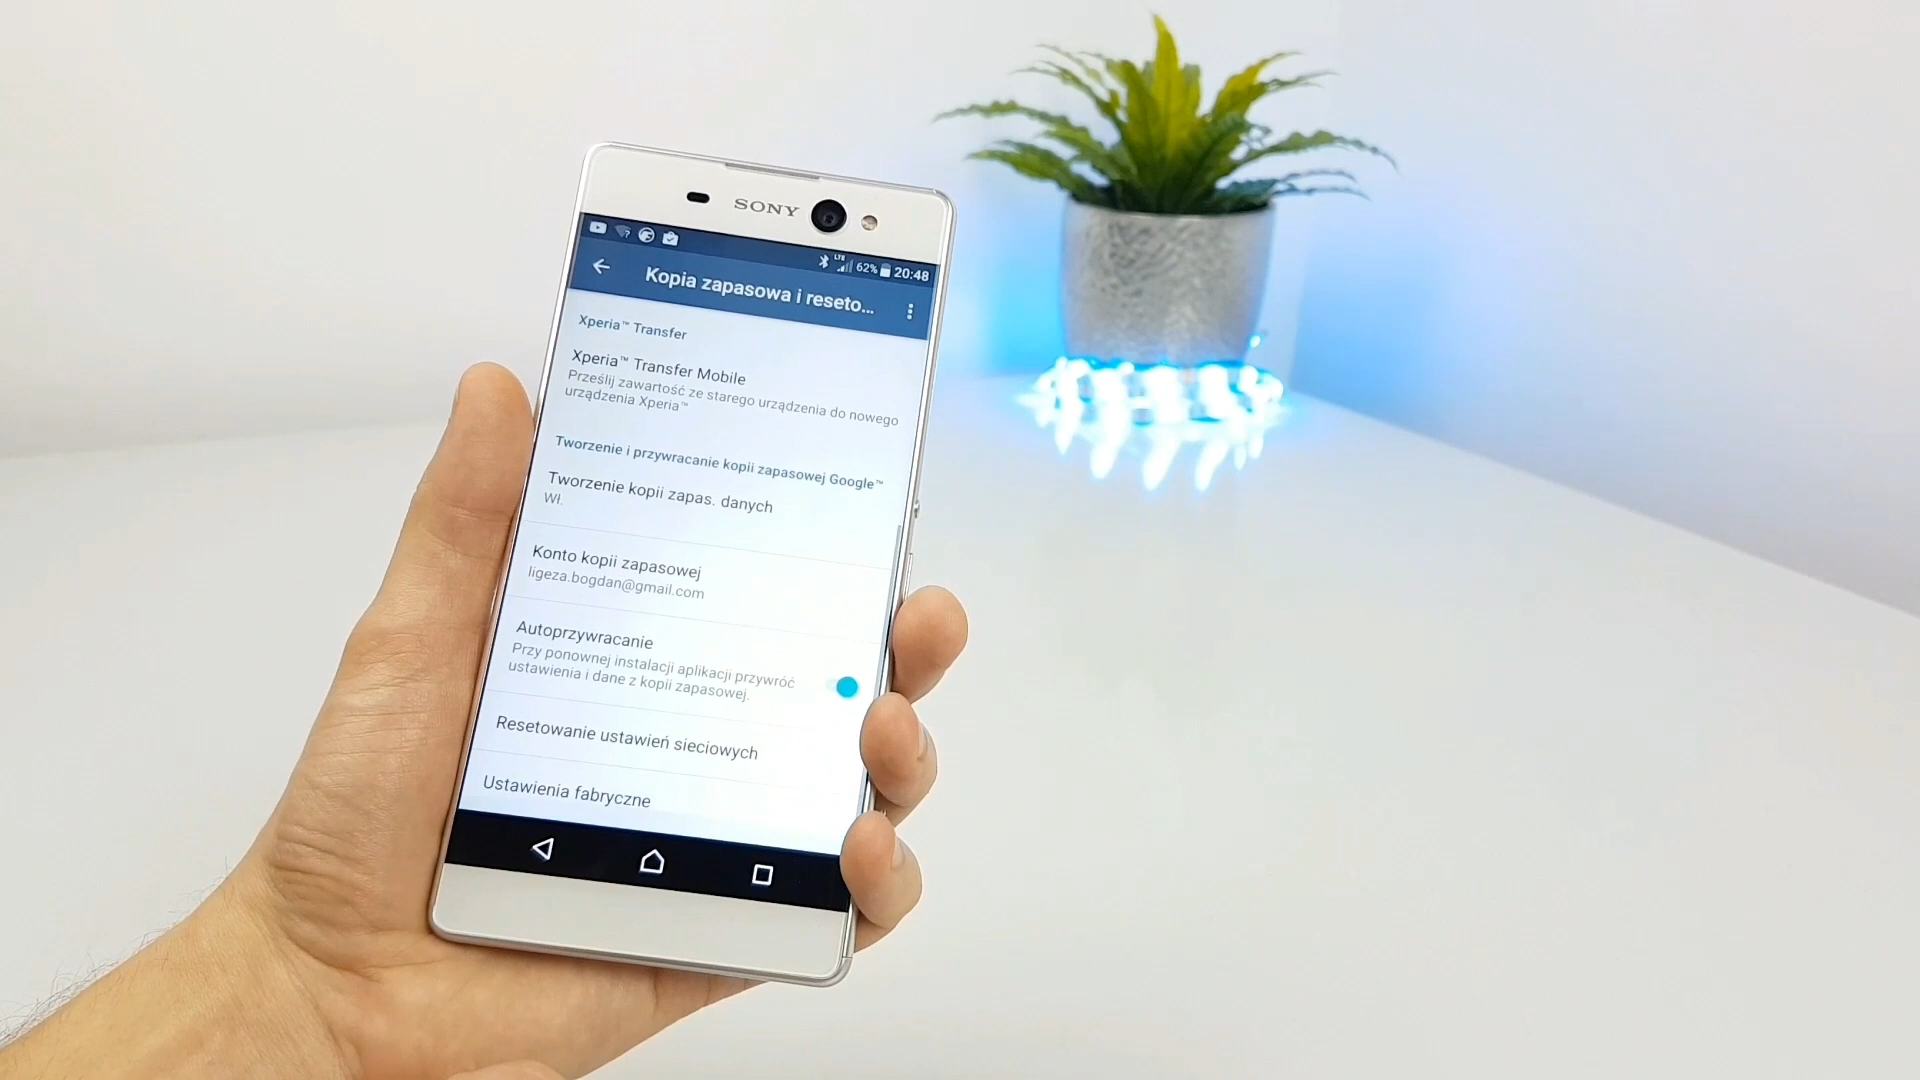 SONY
LTE
62%
20:48
Kopia zapasowa i reseto...
Xperia™ Transfer
Xperia™ Transfer Mobile
Prześlij zawartość ze starego urządzenia do nowego
urządzenia Xperia™
Tworzenie i przywracanie kopii zapasowej Google™
Tworzenie kopii zapas. danych
Wł.
Konto kopii zapasowej
ligeza.bogdan@gmail.com
Autoprzywracanie
Przy ponownej instalacji aplikacji przywróć
ustawienia i dane z kopii zapasowej.
Resetowanie ustawień sieciowych
Ustawienia fabryczne